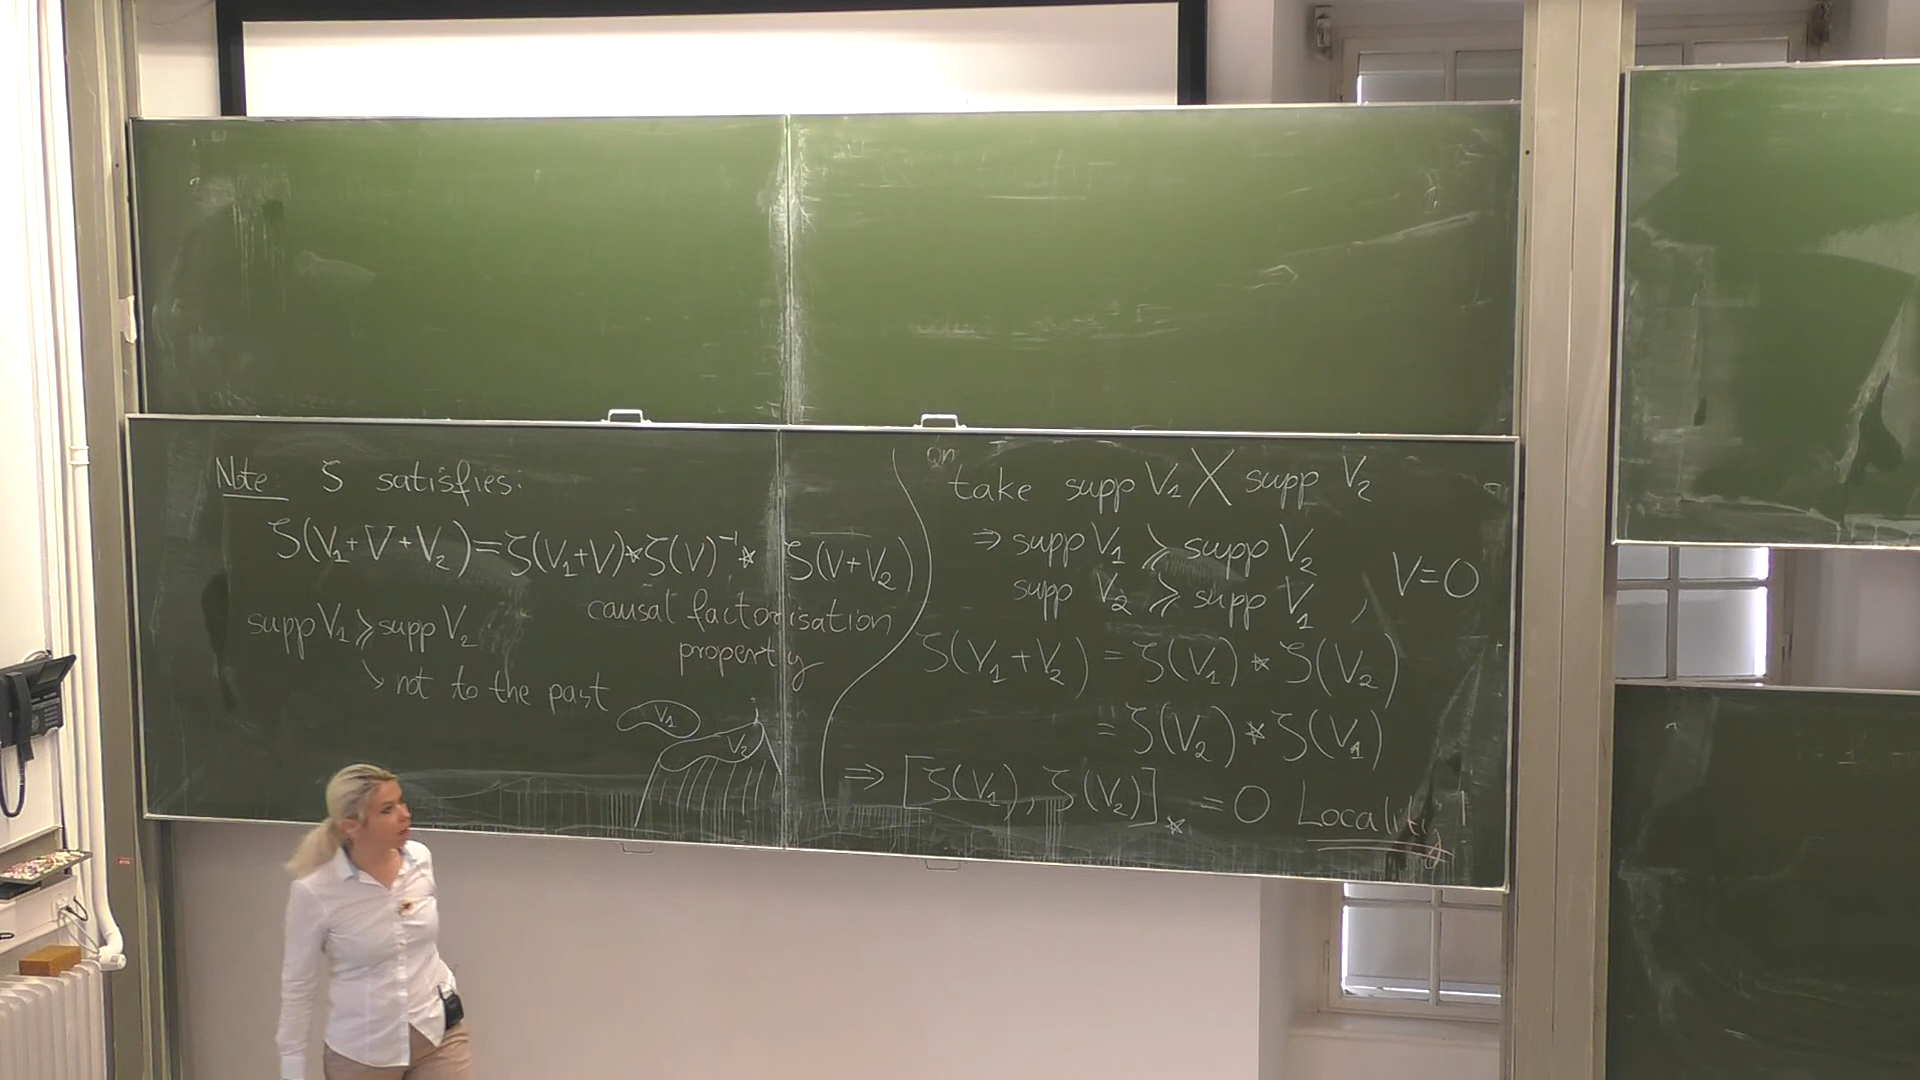 Note S satisfies:
S(V₁+V+V₂)=S(V₁+V)⋆S(V)⁻¹⋆ S(V+V₂)
causal factorisation
property
supp V₁ ⩾ supp V₂
↳ not to the past
V₁
V₂
take supp V₁ X supp V₂
⇒ supp V₁ ⩾ supp V₂
supp V₂ ⩾ supp V₁ , V=0
S(V₁+V₂) = S(V₁) ⋆ S(V₂)
= S(V₂) ⋆ S(V₁)
⇒ [S(V₁), S(V₂)]⋆ = 0 Locality